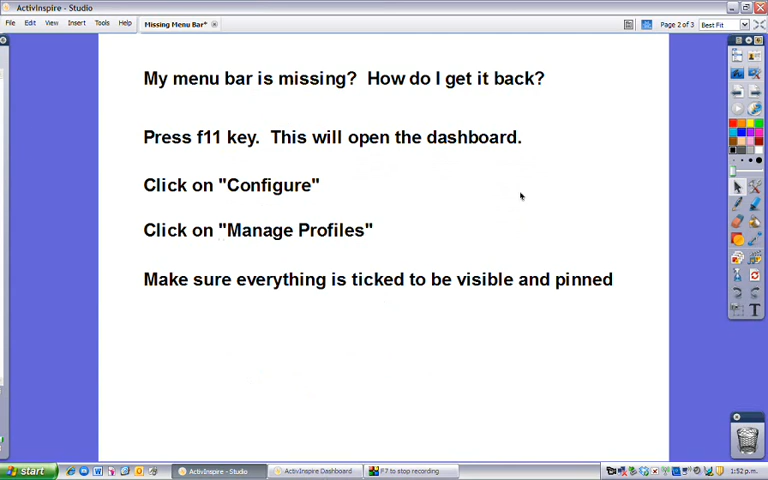 ActivInspire - Studio
File Edit View Insert Tools Help
Missing Menu Bar*
Page 2 of 3
Best Fit
My menu bar is missing?  How do I get it back?
Press f11 key.  This will open the dashboard.
Click on "Configure"
Click on "Manage Profiles"
Make sure everything is ticked to be visible and pinned
start
ActivInspire - Studio
ActivInspire Dashboard
F7 to stop recording
1:52 p.m.